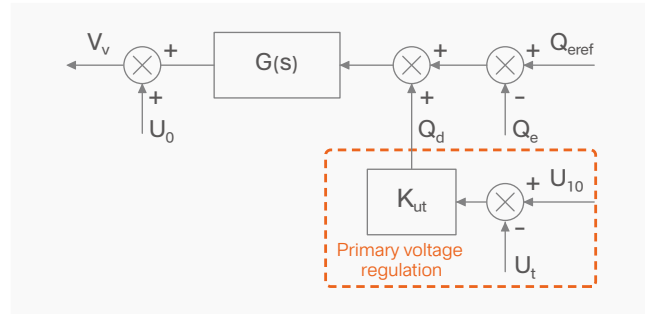 Vv
+
G(s)
+
+
+
Qeref
+
U0
+
Qd
−
Qe
Kut
+
U10
−
Primary voltage
regulation
Ut